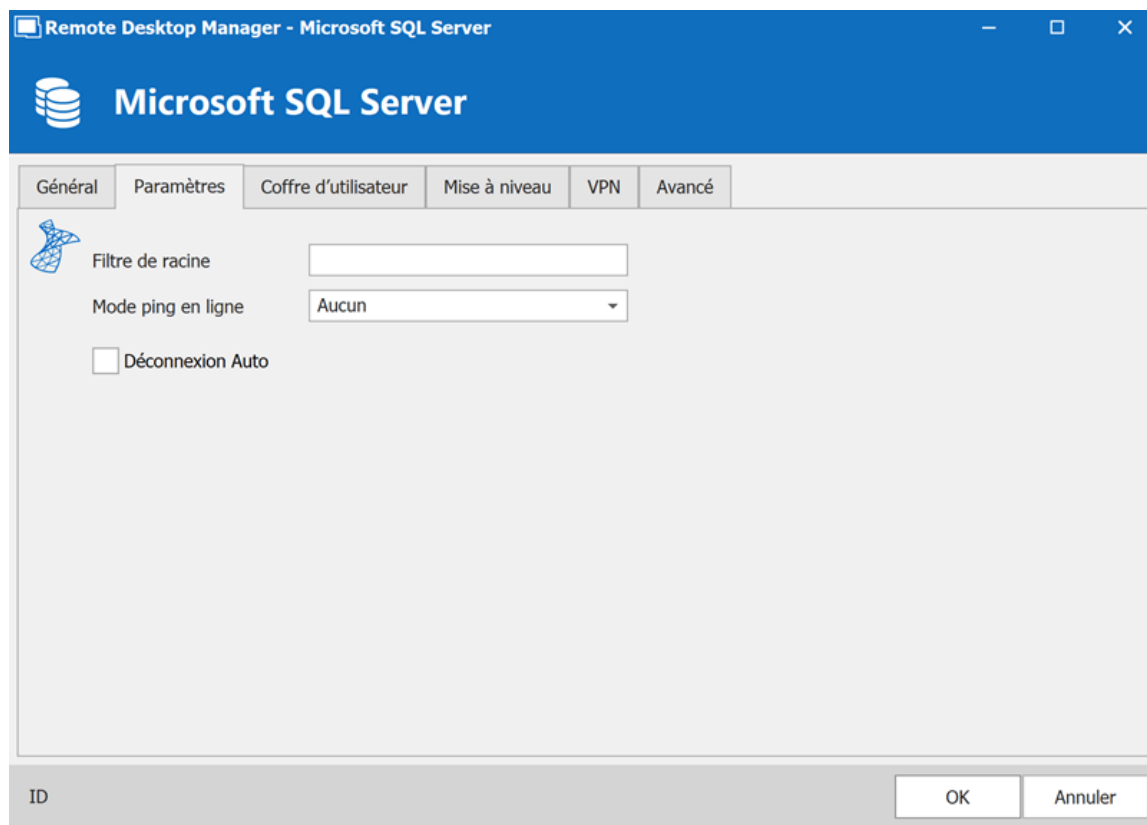 Remote Desktop Manager - Microsoft SQL Server
Microsoft SQL Server
Général Paramètres Coffre d’utilisateur Mise à niveau VPN Avancé
Filtre de racine
Mode ping en ligne Aucun
Déconnexion Auto
ID OK Annuler